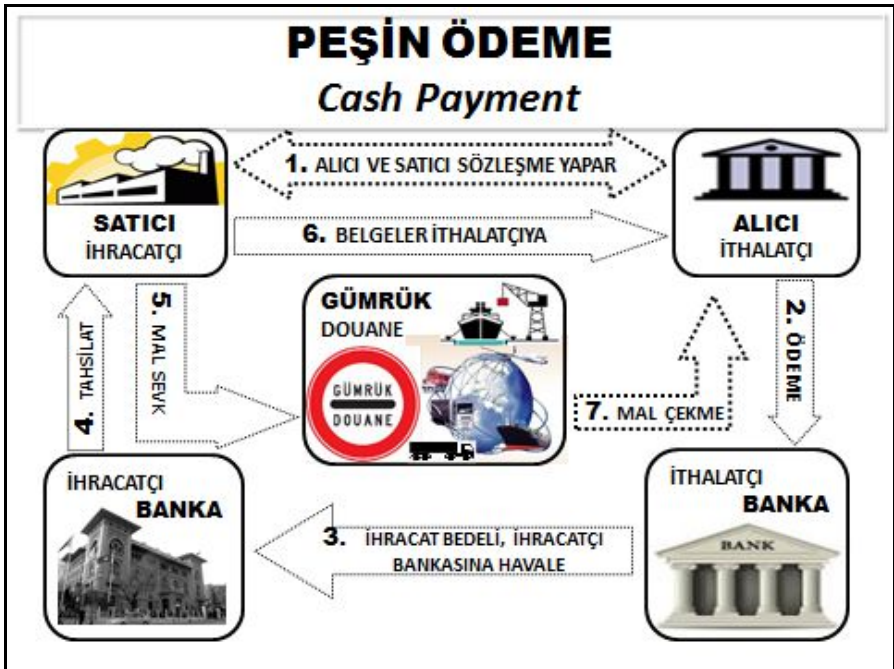 PEŞİN ÖDEME
Cash Payment
1. ALICI VE SATICI SÖZLEŞME YAPAR
SATICI
İHRACATÇI
ALICI
İTHALATÇI
6. BELGELER İTHALATÇIYA
GÜMRÜK
DOUANE
GÜMRÜK
DOUANE
4. TAHSİLAT
5. MAL SEVK
7. MAL ÇEKME
2. ÖDEME
İHRACATÇI
BANKA
3. İHRACAT BEDELİ, İHRACATÇI
BANKASINA HAVALE
İTHALATÇI
BANKA
BANK